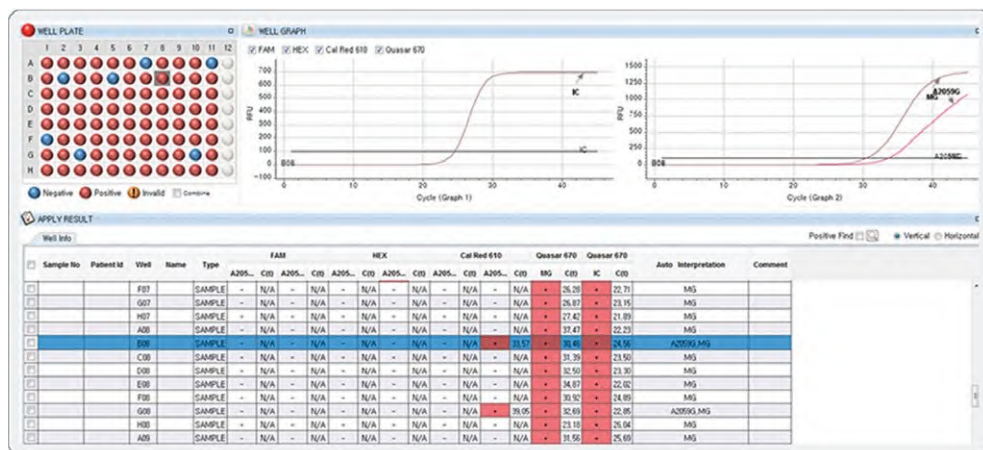 WELL PLATE
1 2 3 4 5 6 7 8 9 10 11 12
A
B
C
D
E
F
G
H
Negative Positive Invalid Combine
WELL GRAPH
FAM HEX Cal Red 610 Quasar 670
RFU
700
600
500
400
300
200
100
0
-100
IC
IC
B08
0 20 40
Cycle (Graph 1)
RFU
1500
1250
1000
750
500
250
0
A2059G
MG
A2059G
B08
0 10 20 30 40
Cycle (Graph 2)
APPLY RESULT
Well Info
Positive Find Vertical Horizontal
FAM HEX Cal Red 610 Quasar 670 Quasar 670
Sample No Patient Id Well Name Type Auto Interpretation Comment
A205... C(t) A205... C(t) A205... C(t) A205... C(t) A205... C(t) A205... C(t) MG C(t) IC C(t)
F07 SAMPLE - N/A - N/A - N/A - N/A - N/A - N/A + 26,28 + 22,71 MG
G07 SAMPLE - N/A - N/A - N/A - N/A - N/A - N/A + 26,87 + 23,15 MG
H07 SAMPLE - N/A - N/A - N/A - N/A - N/A - N/A + 27,42 + 21,89 MG
A08 SAMPLE - N/A - N/A - N/A - N/A - N/A - N/A + 37,47 + 22,23 MG
B08 SAMPLE - N/A - N/A - N/A - N/A - N/A + 33,57 + 30,46 + 24,56 A2059G,MG
C08 SAMPLE - N/A - N/A - N/A - N/A - N/A - N/A + 31,39 + 23,50 MG
D08 SAMPLE - N/A - N/A - N/A - N/A - N/A - N/A + 32,50 + 23,30 MG
E08 SAMPLE - N/A - N/A - N/A - N/A - N/A - N/A + 34,87 + 22,02 MG
F08 SAMPLE - N/A - N/A - N/A - N/A - N/A - N/A + 30,92 + 24,89 MG
G08 SAMPLE - N/A - N/A - N/A - N/A - N/A + 39,05 + 32,69 + 22,85 A2059G,MG
H08 SAMPLE - N/A - N/A - N/A - N/A - N/A - N/A + 23,18 + 26,04 MG
A09 SAMPLE - N/A - N/A - N/A - N/A - N/A - N/A + 31,56 + 25,69 MG